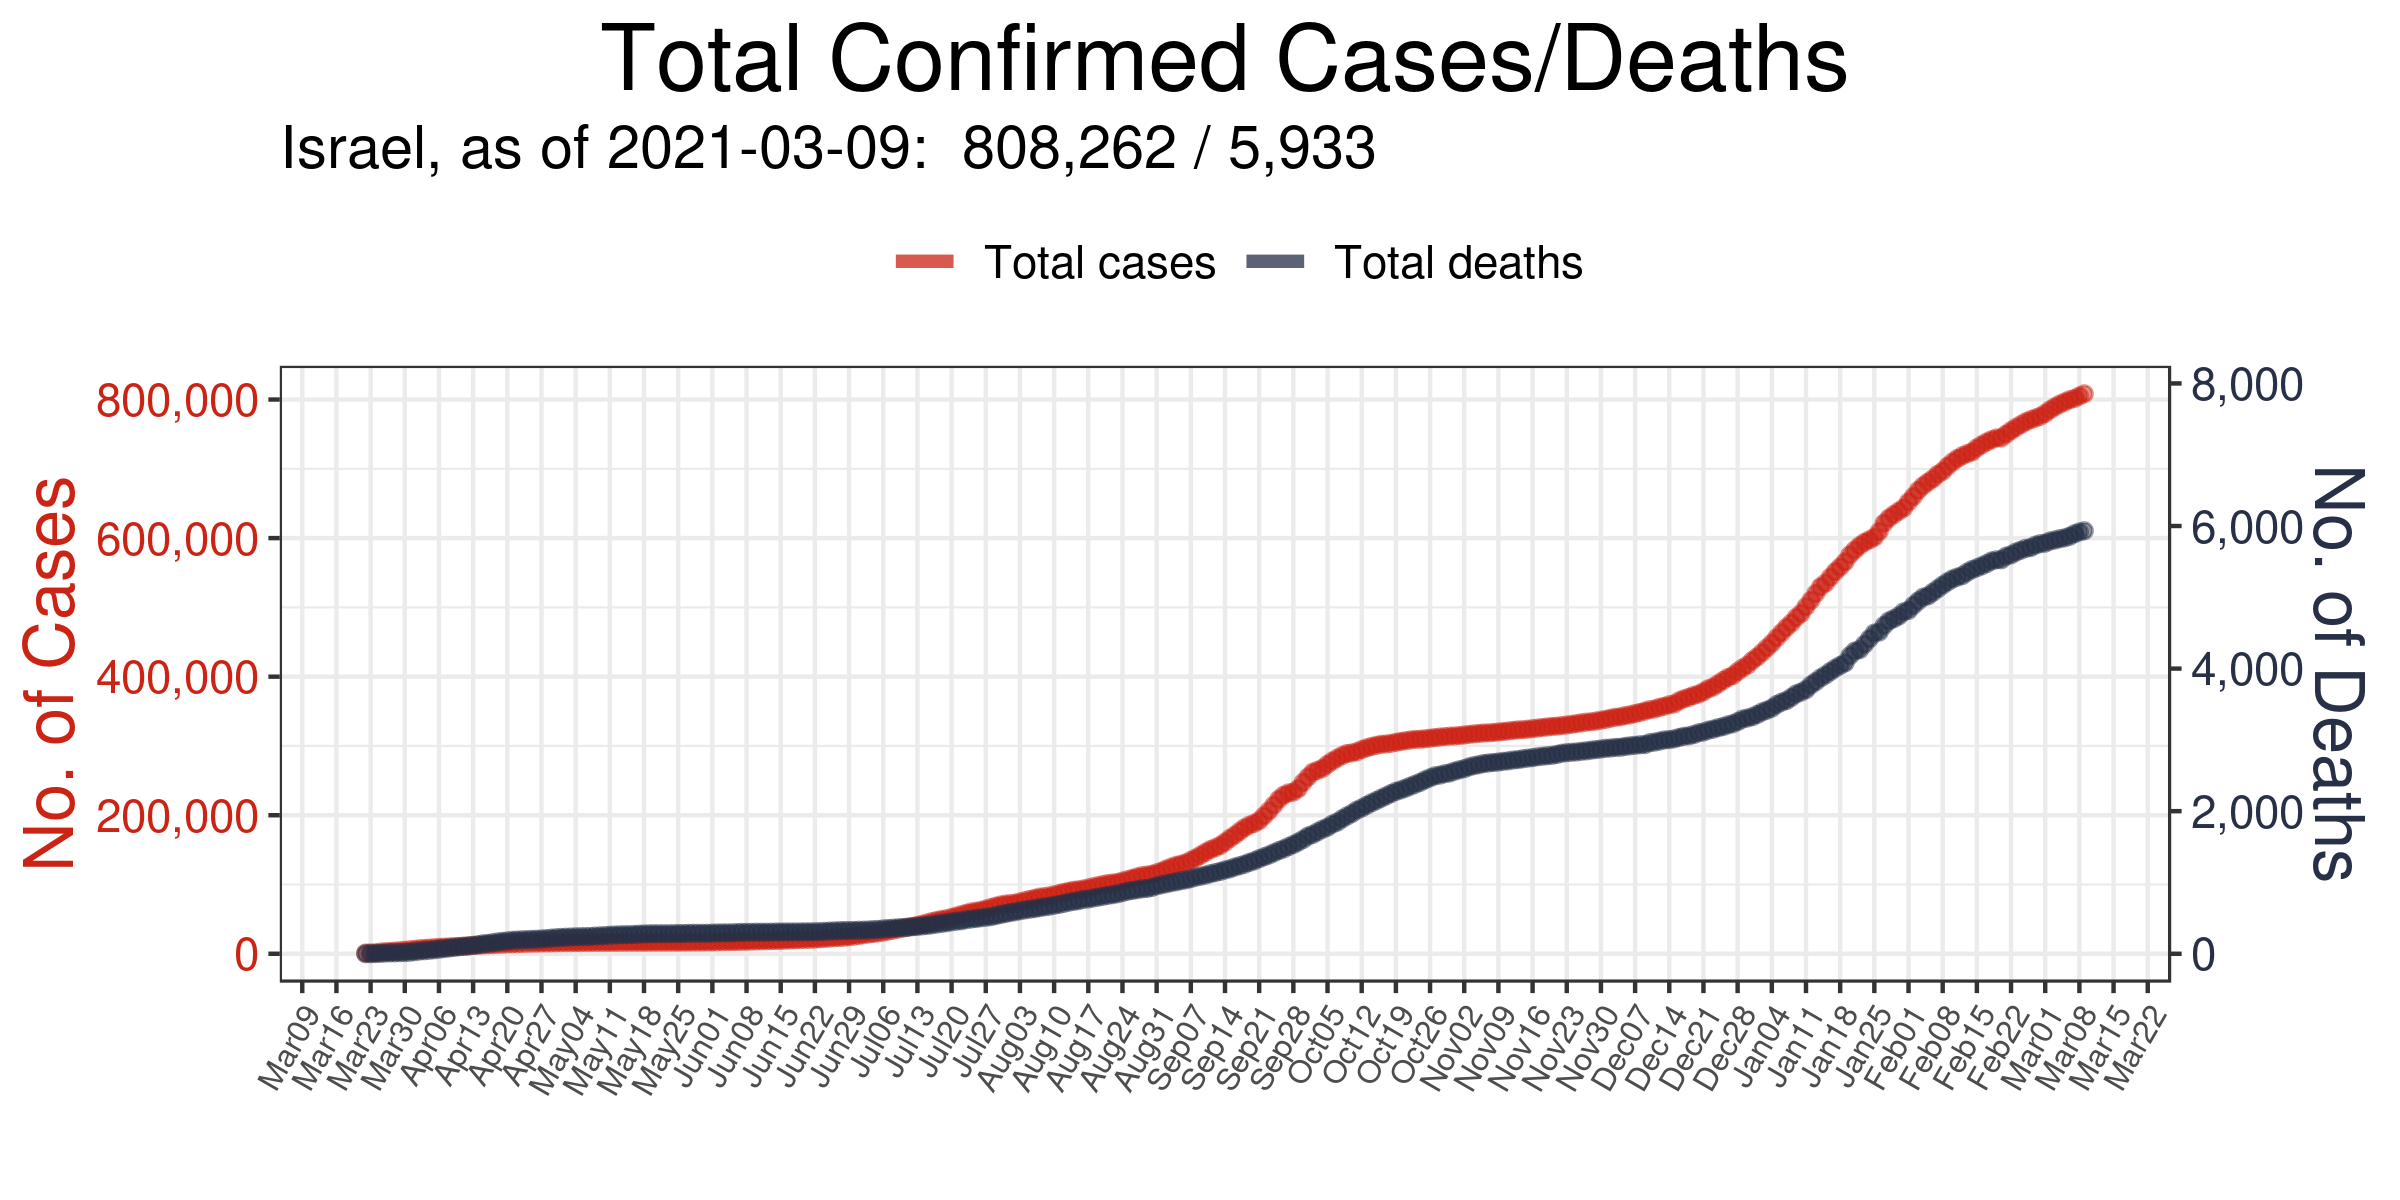 Total Confirmed Cases/Deaths
Israel, as of 2021-03-09:  808,262 / 5,933
Total cases
Total deaths
No. of Cases
800,000
600,000
400,000
200,000
0
8,000
6,000
4,000
2,000
0
No. of Deaths
Mar09
Mar16
Mar23
Mar30
Apr06
Apr13
Apr20
Apr27
May04
May11
May18
May25
Jun01
Jun08
Jun15
Jun22
Jun29
Jul06
Jul13
Jul20
Jul27
Aug03
Aug10
Aug17
Aug24
Aug31
Sep07
Sep14
Sep21
Sep28
Oct05
Oct12
Oct19
Oct26
Nov02
Nov09
Nov16
Nov23
Nov30
Dec07
Dec14
Dec21
Dec28
Jan04
Jan11
Jan18
Jan25
Feb01
Feb08
Feb15
Feb22
Mar01
Mar08
Mar15
Mar22